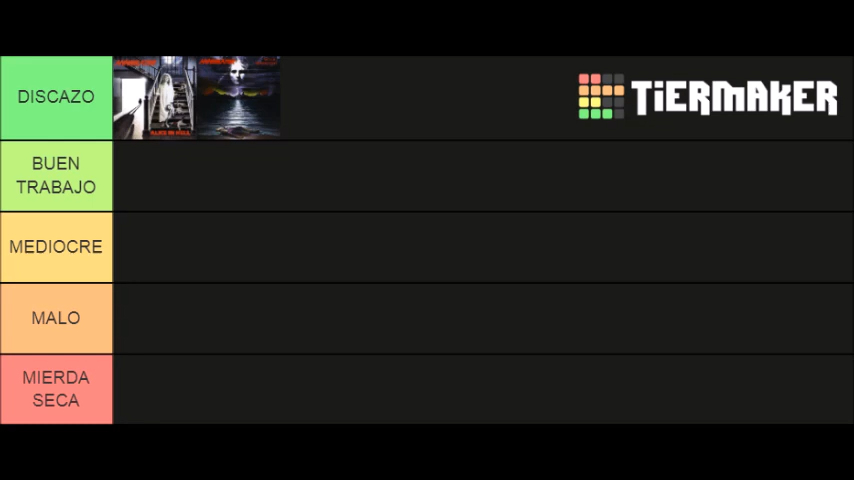 DISCAZO
TiERMAKER
BUEN
TRABAJO
MEDIOCRE
MALO
MIERDA
SECA